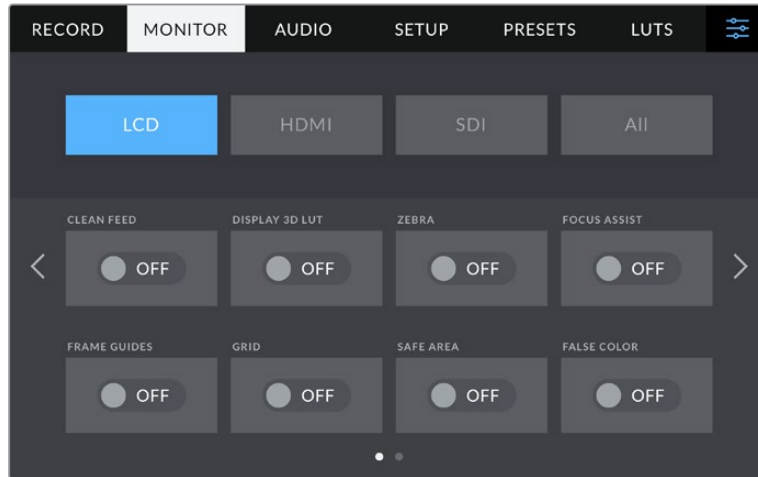 RECORD MONITOR AUDIO SETUP PRESETS LUTS
LCD HDMI SDI All
CLEAN FEED DISPLAY 3D LUT ZEBRA FOCUS ASSIST
OFF OFF OFF OFF
FRAME GUIDES GRID SAFE AREA FALSE COLOR
OFF OFF OFF OFF